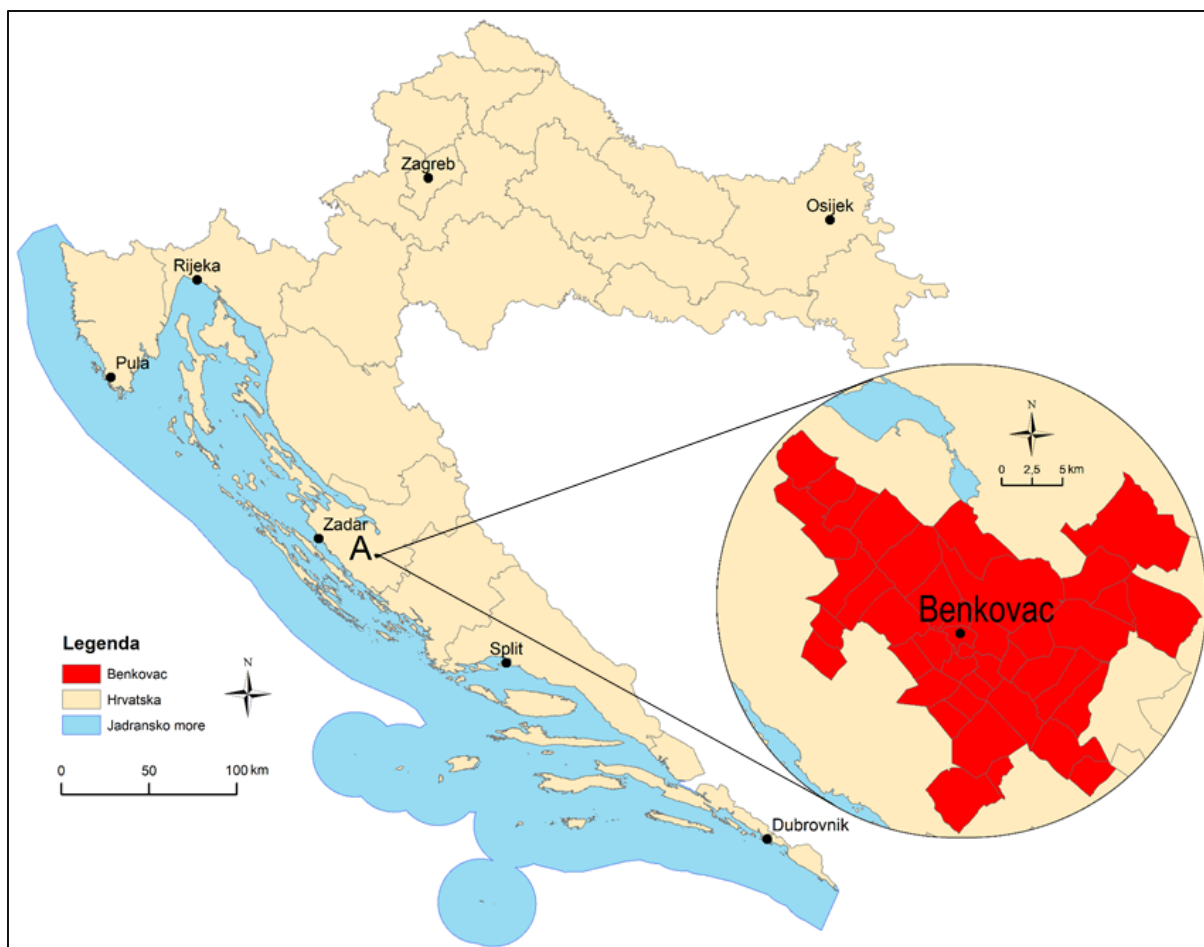 Zagreb
Osijek
Rijeka
Pula
N
0 2,5 5 km
Zadar
A
Benkovac
Split
Legenda
Benkovac
Hrvatska
Jadransko more
N
0 50 100 km
Dubrovnik